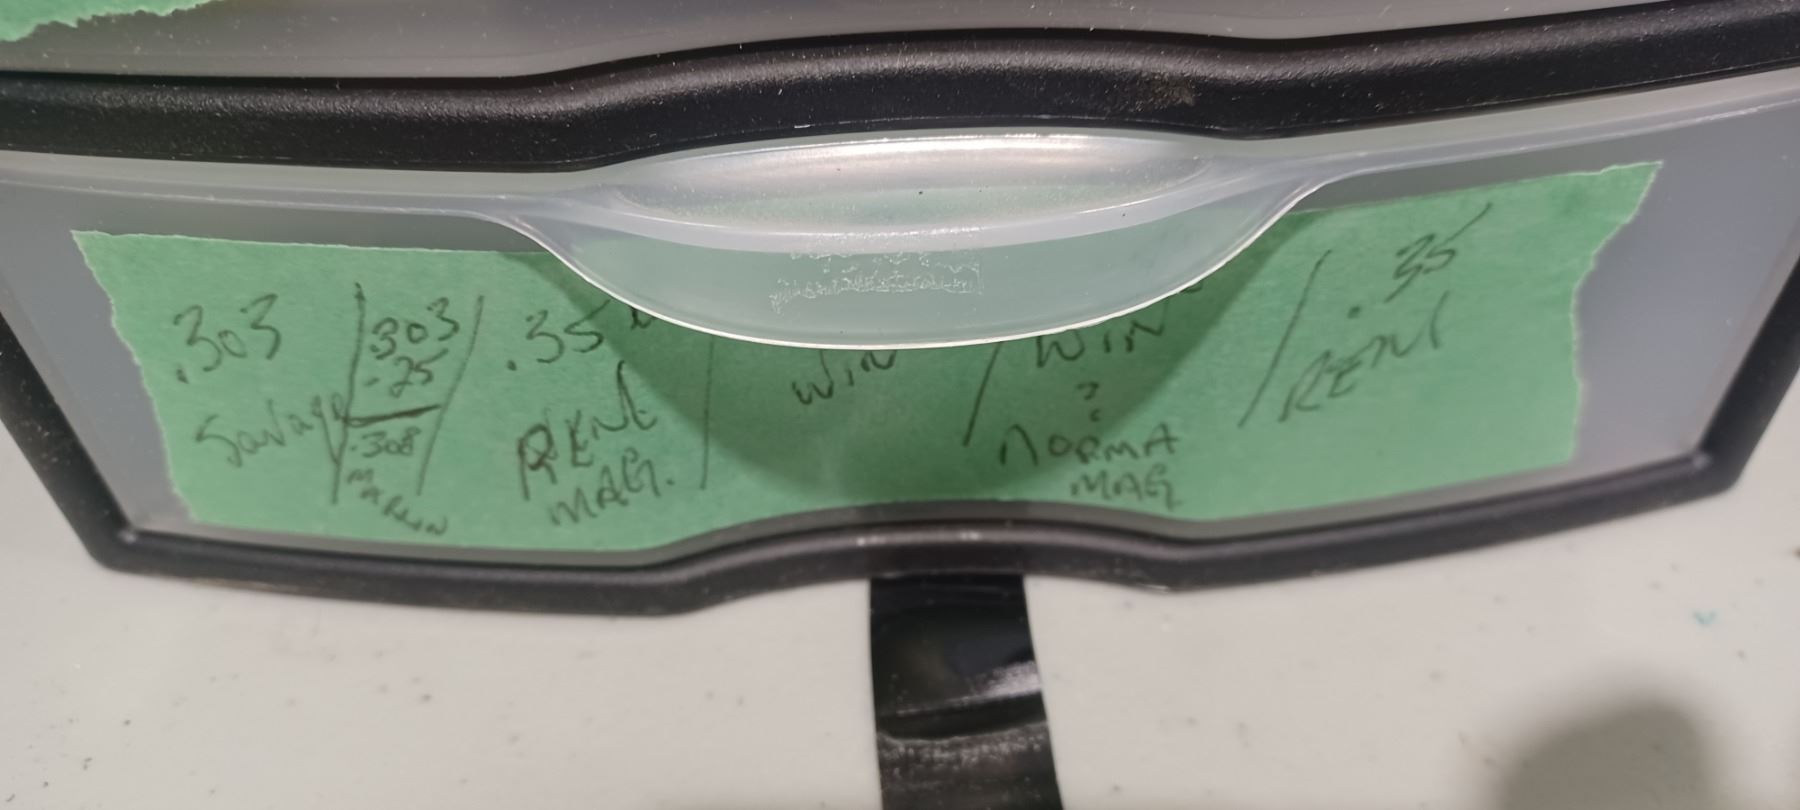 .303
Savage
.303
-25
.308
MARLIN
.35
REM
MAG.
WIN
WIN
?
NORMA
MAG
.35
REM